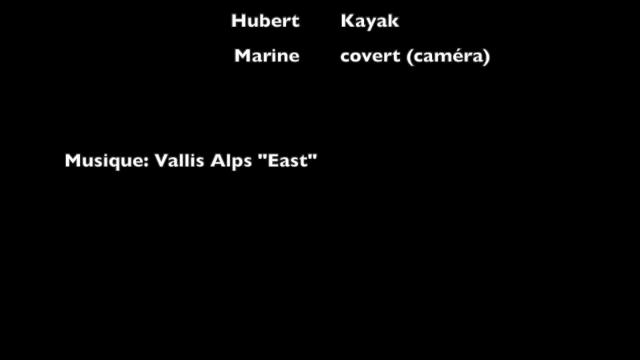 Hubert Kayak
Marine covert (caméra)
Musique: Vallis Alps "East"